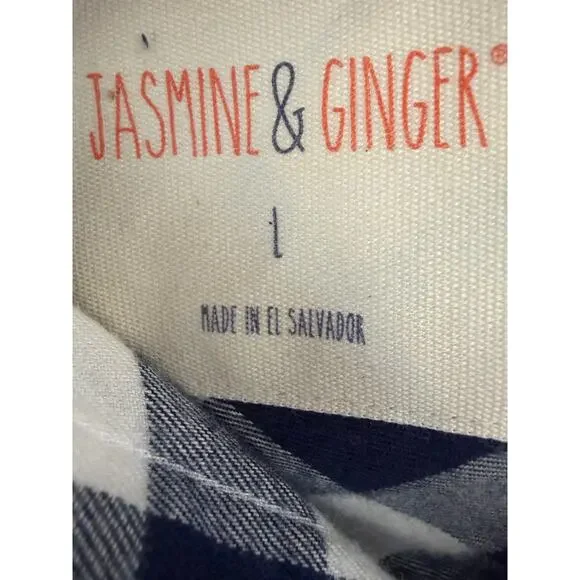 JASMINE & GINGER®
L
MADE IN EL SALVADOR